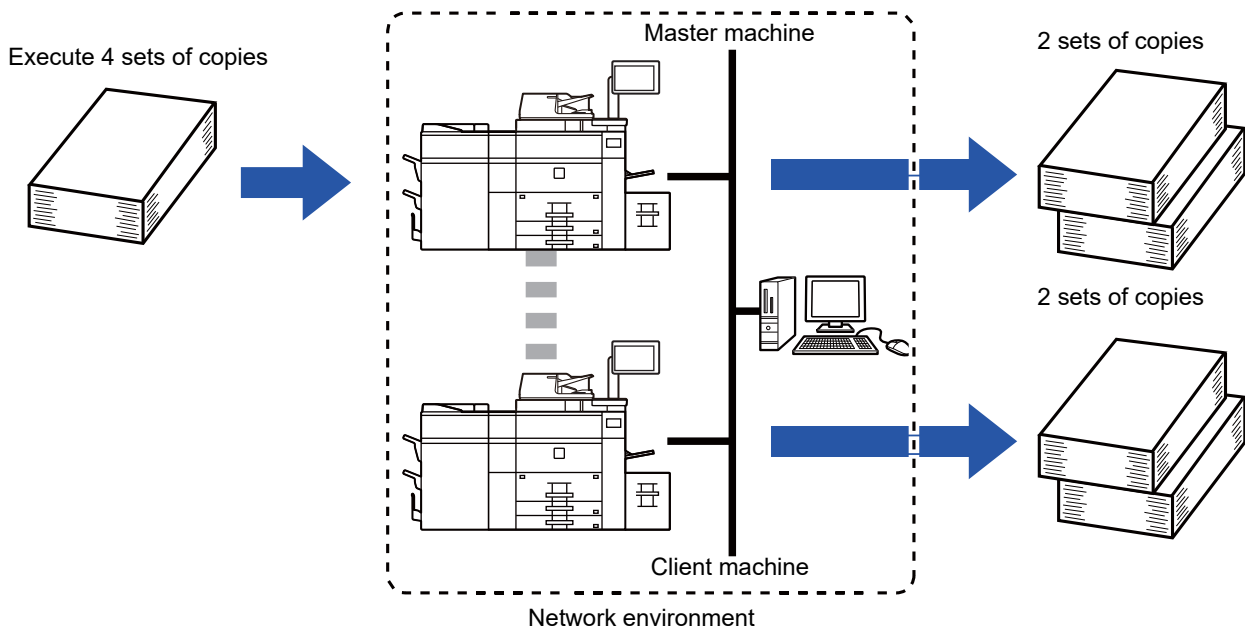 Master machine
Execute 4 sets of copies
2 sets of copies
2 sets of copies
Client machine
Network environment